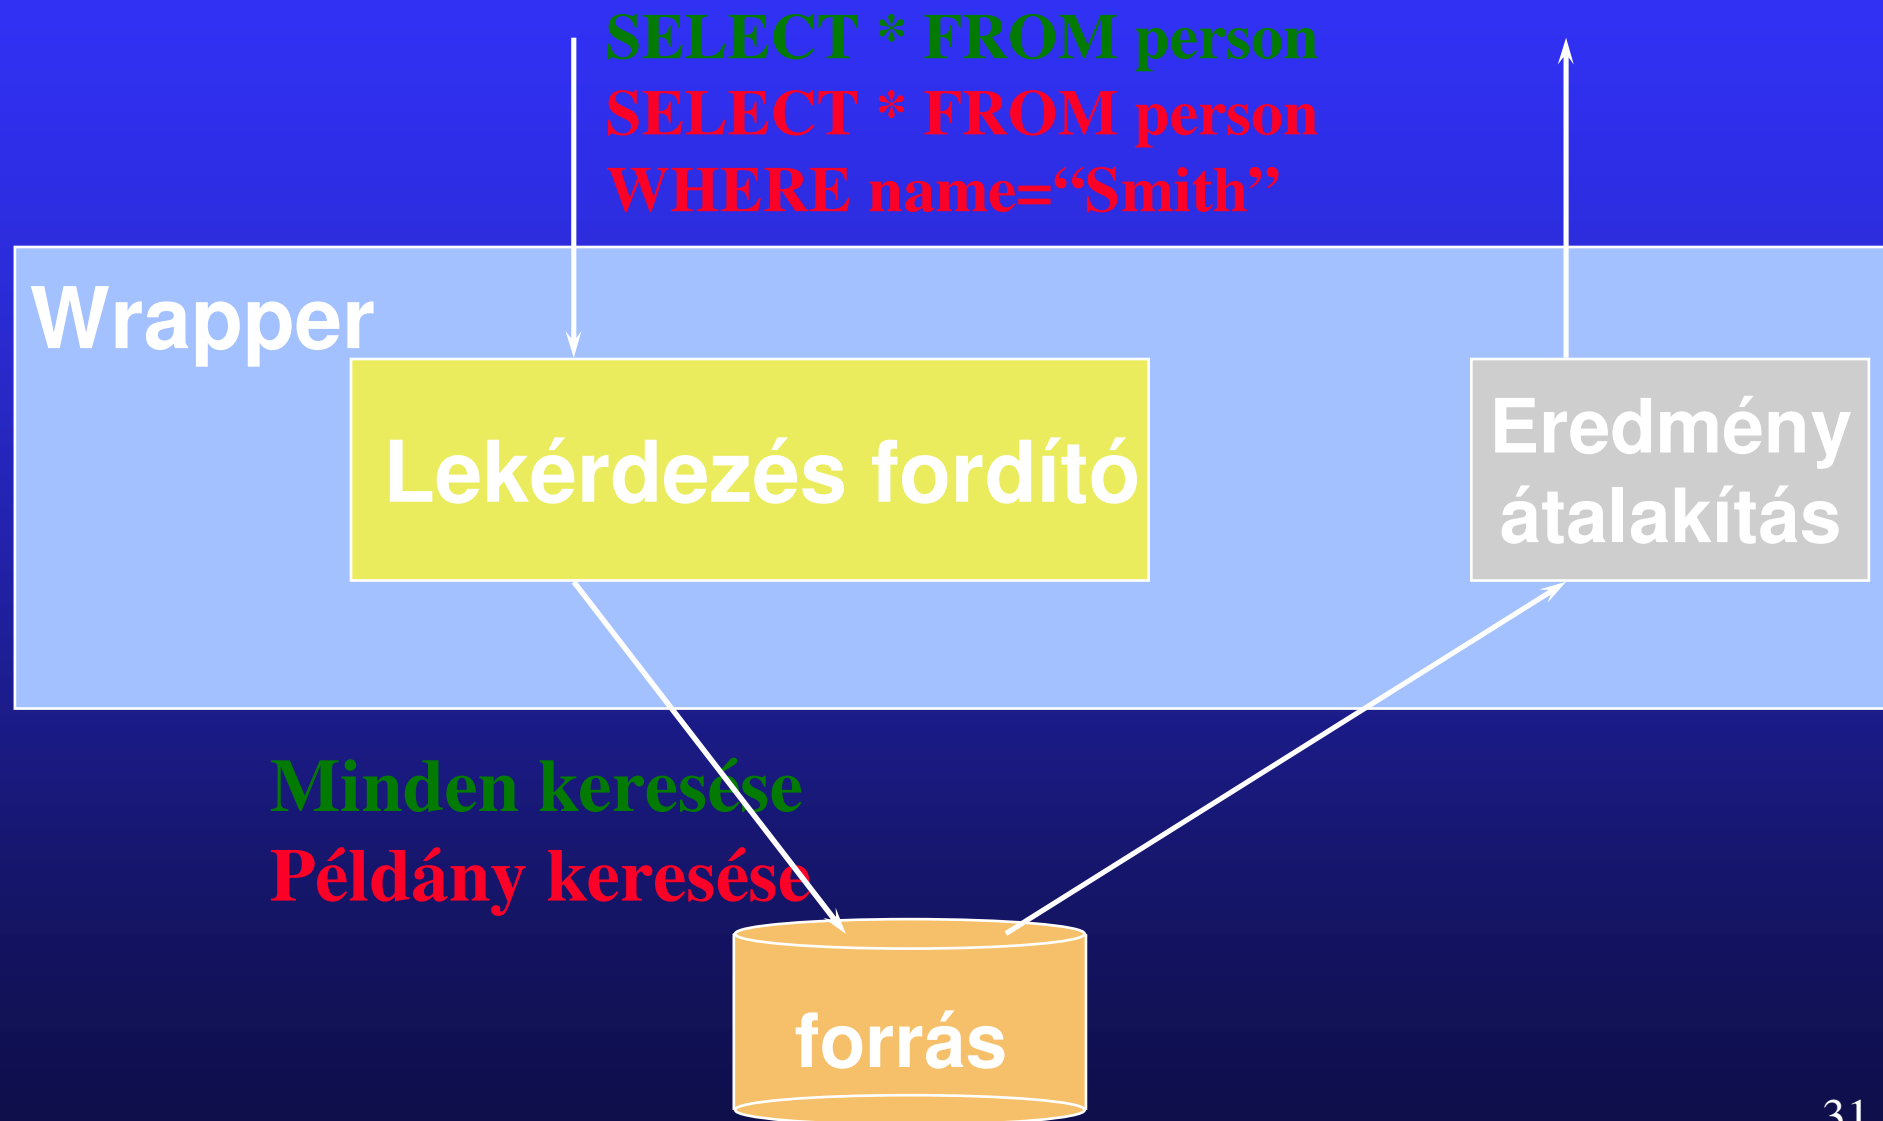 SELECT * FROM person
SELECT * FROM person
WHERE name=“Smith”
Wrapper
Lekérdezés fordító
Eredmény
átalakítás
Minden keresése
Példány keresése
forrás
31